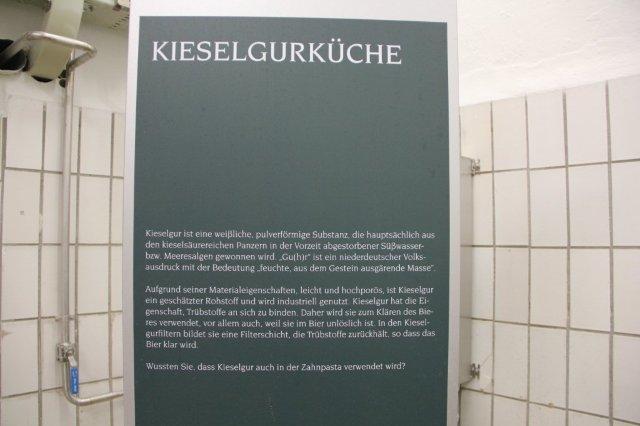 KIESELGURKÜCHE
Kieselgur ist eine weißliche, pulverförmige Substanz, die hauptsächlich aus
den kieselsäurereichen Panzern in der Vorzeit abgestorbener Süßwasser-
bzw. Meeresalgen gewonnen wird. „Gu(h)r" ist ein niederdeutscher Volks-
ausdruck mit der Bedeutung „feuchte, aus dem Gestein ausgärende Masse".
Aufgrund seiner Materialeigenschaften, leicht und hochporös, ist Kieselgur
ein geschätzter Rohstoff und wird industriell genutzt. Kieselgur hat die Ei-
genschaft, Trübstoffe an sich zu binden. Daher wird sie zum Klären des Bie-
res verwendet, vor allem auch, weil sie im Bier unlöslich ist. In den Kiesel-
gurfiltern bildet sie eine Filterschicht, die Trübstoffe zurückhält, so dass das
Bier klar wird.
Wussten Sie, dass Kieselgur auch in der Zahnpasta verwendet wird?